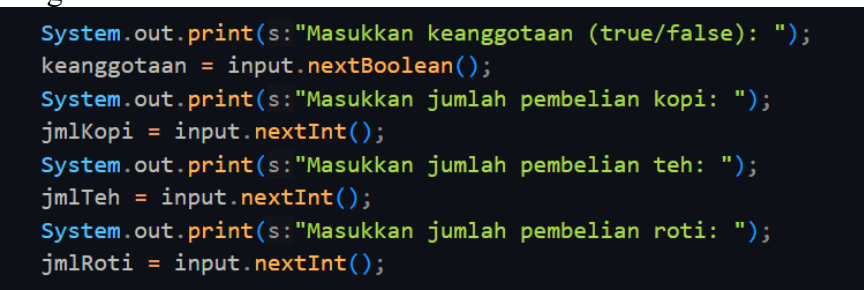 System.out.print(s:"Masukkan keanggotaan (true/false): ");
keanggotaan = input.nextBoolean();
System.out.print(s:"Masukkan jumlah pembelian kopi: ");
jmlKopi = input.nextInt();
System.out.print(s:"Masukkan jumlah pembelian teh: ");
jmlTeh = input.nextInt();
System.out.print(s:"Masukkan jumlah pembelian roti: ");
jmlRoti = input.nextInt();